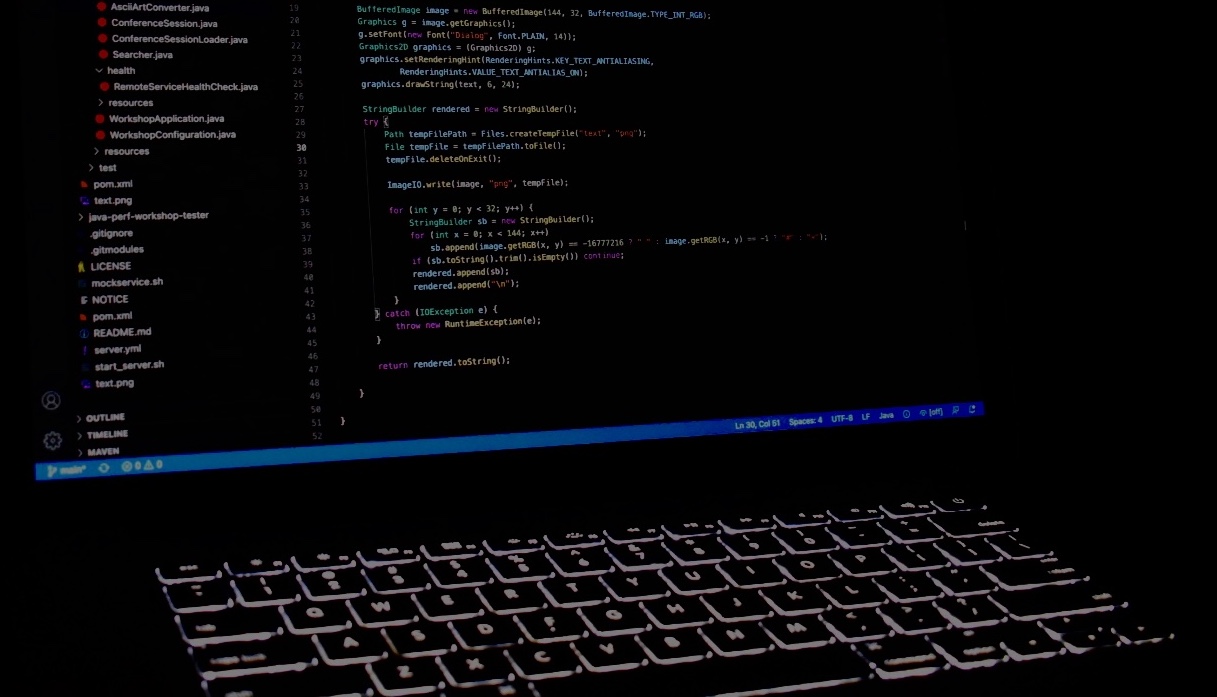 AsciiArtConverter.java
ConferenceSession.java
ConferenceSessionLoader.java
Searcher.java
health
RemoteServiceHealthCheck.java
resources
WorkshopApplication.java
WorkshopConfiguration.java
resources
test
pom.xml
text.png
java-perf-workshop-tester
.gitignore
.gitmodules
LICENSE
mockservice.sh
NOTICE
pom.xml
README.md
server.yml
start_server.sh
text.png
OUTLINE
TIMELINE
MAVEN
19 BufferedImage image = new BufferedImage(144, 32, BufferedImage.TYPE_INT_RGB);
20 Graphics g = image.getGraphics();
21 g.setFont(new Font("Dialog", Font.PLAIN, 14));
22 Graphics2D graphics = (Graphics2D) g;
23 graphics.setRenderingHint(RenderingHints.KEY_TEXT_ANTIALIASING,
24 RenderingHints.VALUE_TEXT_ANTIALIAS_ON);
25 graphics.drawString(text, 6, 24);
26
27 StringBuilder rendered = new StringBuilder();
28 try {
29 Path tempFilePath = Files.createTempFile("text", "png");
30 File tempFile = tempFilePath.toFile();
31 tempFile.deleteOnExit();
32
33 ImageIO.write(image, "png", tempFile);
34
35 for (int y = 0; y < 32; y++) {
36 StringBuilder sb = new StringBuilder();
37 for (int x = 0; x < 144; x++)
38 sb.append(image.getRGB(x, y) == -16777216 ? " " : image.getRGB(x, y) == -1 ? "#" : "*");
39 if (sb.toString().trim().isEmpty()) continue;
40 rendered.append(sb);
41 rendered.append("\n");
42 }
43 } catch (IOException e) {
44 throw new RuntimeException(e);
45 }
46
47 return rendered.toString();
48
49 }
50
51 }
52
main* 0 0 Ln 30, Col 51 Spaces: 4 UTF-8 LF Java [off]
Q W E R T Y U I O P
A S D F G H J K L
Z X C V B N M